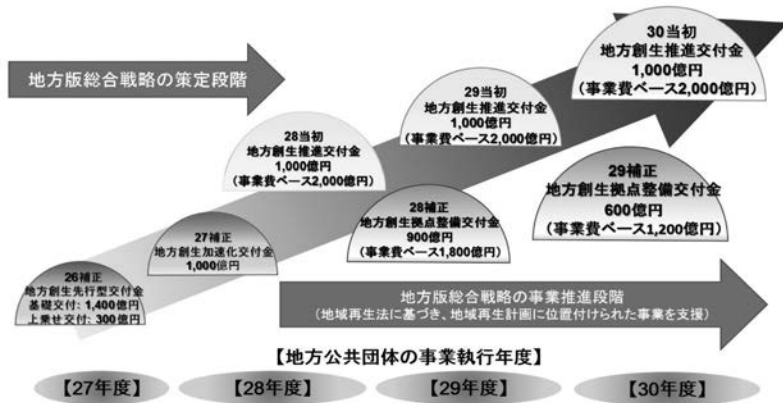 地方版総合戦略の策定段階
30当初
地方創生推進交付金
1,000億円
(事業費ベース2,000億円)
29当初
地方創生推進交付金
1,000億円
(事業費ベース2,000億円)
28当初
地方創生推進交付金
1,000億円
(事業費ベース2,000億円)
29補正
地方創生拠点整備交付金
600億円
(事業費ベース1,200億円)
28補正
地方創生拠点整備交付金
900億円
(事業費ベース1,800億円)
27補正
地方創生加速化交付金
1,000億円
26補正
地方創生先行型交付金
基礎交付: 1,400億円
上乗せ交付: 300億円
地方版総合戦略の事業推進段階
(地域再生法に基づき、地域再生計画に位置付けられた事業を支援)
【地方公共団体の事業執行年度】
【27年度】
【28年度】
【29年度】
【30年度】